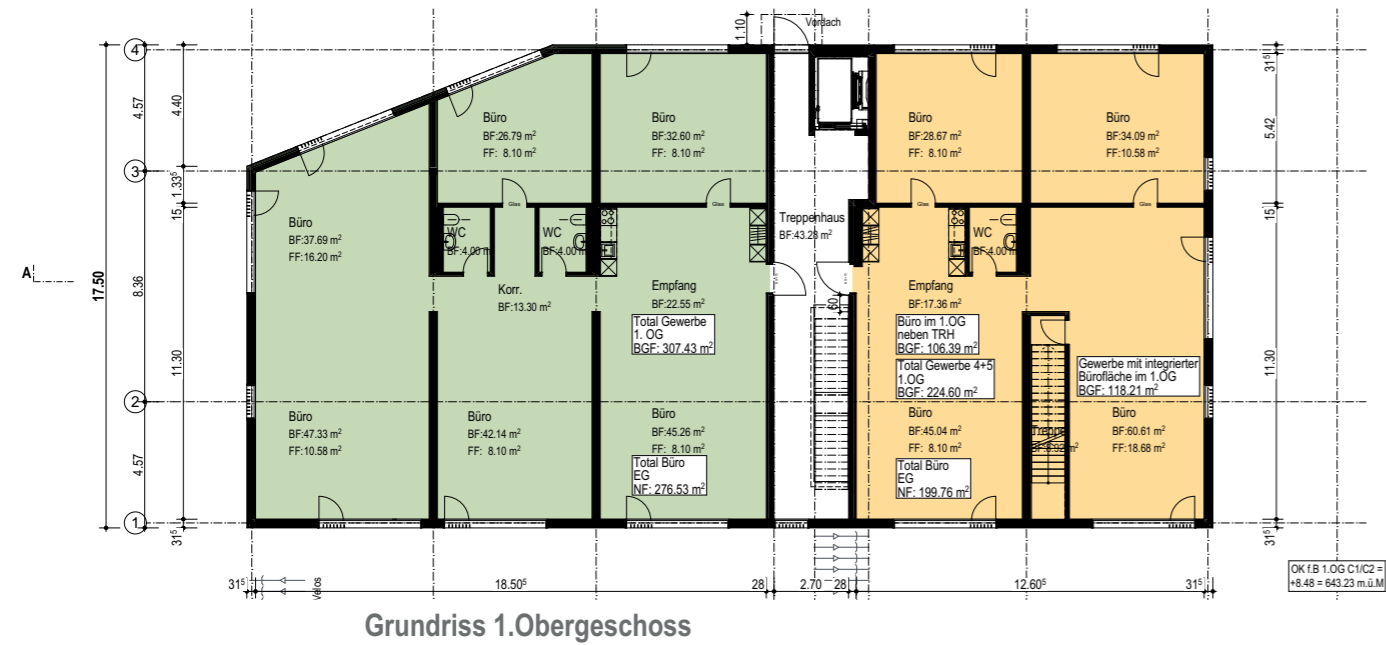 Vordach
1.10
4
31⁵
31⁵
4.57
4.40
Büro
BF:26.79 m²
FF: 8.10 m²
Büro
BF:32.60 m²
FF: 8.10 m²
Büro
BF:28.67 m²
FF: 8.10 m²
Büro
BF:34.09 m²
FF:10.58 m²
5.42
3
1.33⁵
15
15
Glas
Glas
Glas
Glas
Büro
BF:37.69 m²
FF:16.20 m²
WC
BF:4.00 m²
WC
BF:4.00 m²
Treppenhaus
BF:43.28 m²
WC
BF:4.00 m²
A
17.50
8.36
Korr.
BF:13.30 m²
Empfang
BF:22.55 m²
Total Gewerbe
1. OG
BGF: 307.43 m²
60
Empfang
BF:17.36 m²
Büro im 1.OG
neben TRH
BGF: 106.39 m²
Total Gewerbe 4+5
1.OG
BGF: 224.60 m²
Gewerbe mit integrierter
Bürofläche im 1.OG
BGF: 118.21 m²
11.30
11.30
2
Büro
BF:47.33 m²
FF:10.58 m²
Büro
BF:42.14 m²
FF: 8.10 m²
Büro
BF:45.26 m²
FF: 8.10 m²
Total Büro
EG
NF: 276.53 m²
Büro
BF:45.04 m²
FF: 8.10 m²
Total Büro
EG
NF: 199.76 m²
Treppe
Büro
BF:60.61 m²
FF:18.68 m²
4.57
1
31⁵
31⁵
31⁵
Velos
18.50⁵
28
2.70
28
12.60⁵
31⁵
OK f.B 1.OG C1/C2 =
+8.48 = 643.23 m.ü.M
Grundriss 1.Obergeschoss